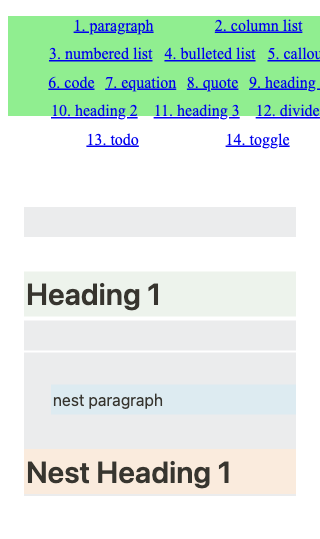 1. paragraph 2. column list
3. numbered list 4. bulleted list 5. callou
6. code 7. equation 8. quote 9. heading
10. heading 2 11. heading 3 12. divide
13. todo 14. toggle
Heading 1
nest paragraph
Nest Heading 1